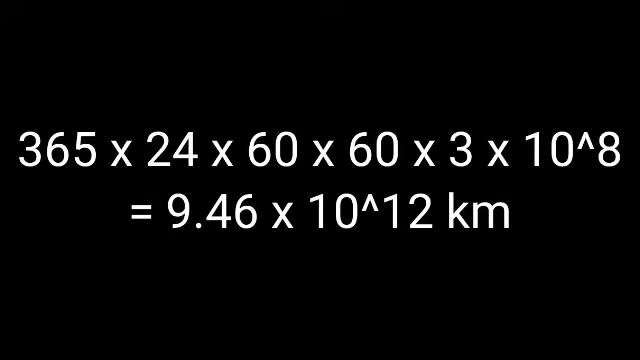 365 x 24 x 60 x 60 x 3 x 10^8
= 9.46 x 10^12 km